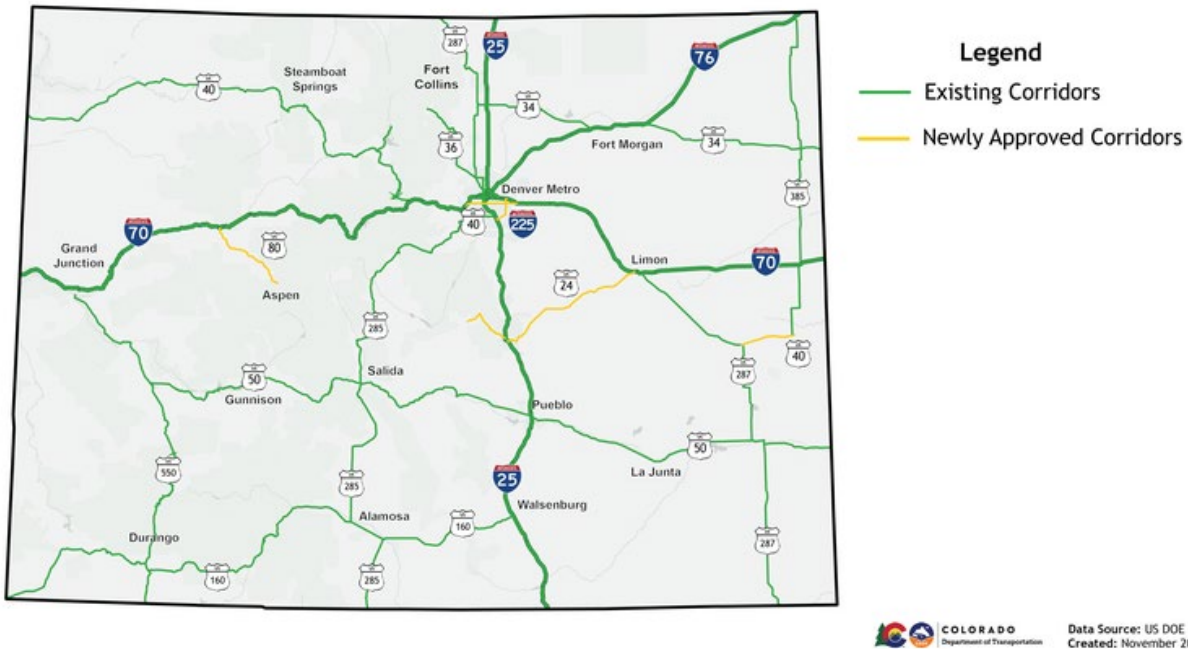 Legend
Existing Corridors
Newly Approved Corridors
25
287
76
Steamboat
Springs
Fort
Collins
40
34
36
Fort Morgan
34
Denver Metro
385
40
225
70
80
Grand
Junction
Limon
70
24
Aspen
285
40
Salida
287
50
Gunnison
Pueblo
50
550
La Junta
285
25
Walsenburg
Alamosa
160
Durango
287
160
285
COLORADO
Department of Transportation
Data Source: US DOE
Created: November